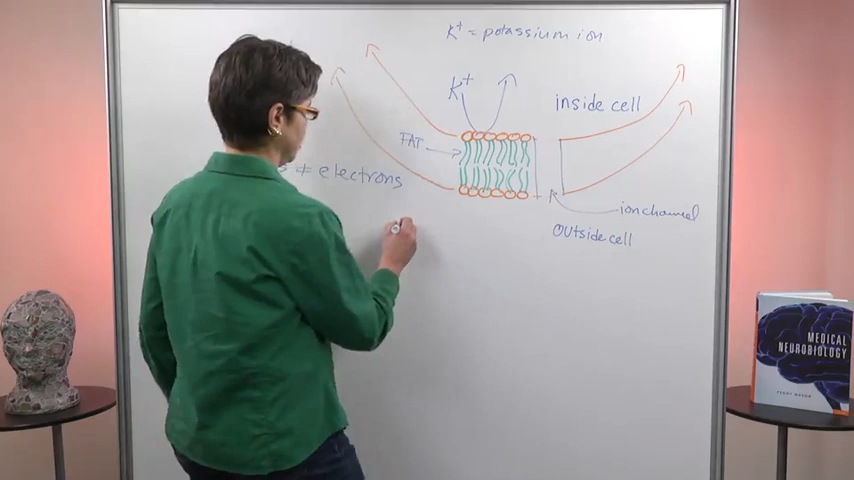 K⁺ = potassium ion
K⁺
inside cell
FAT
≠ electrons
ion channel
outside cell
MEDICAL
NEUROBIOLOGY